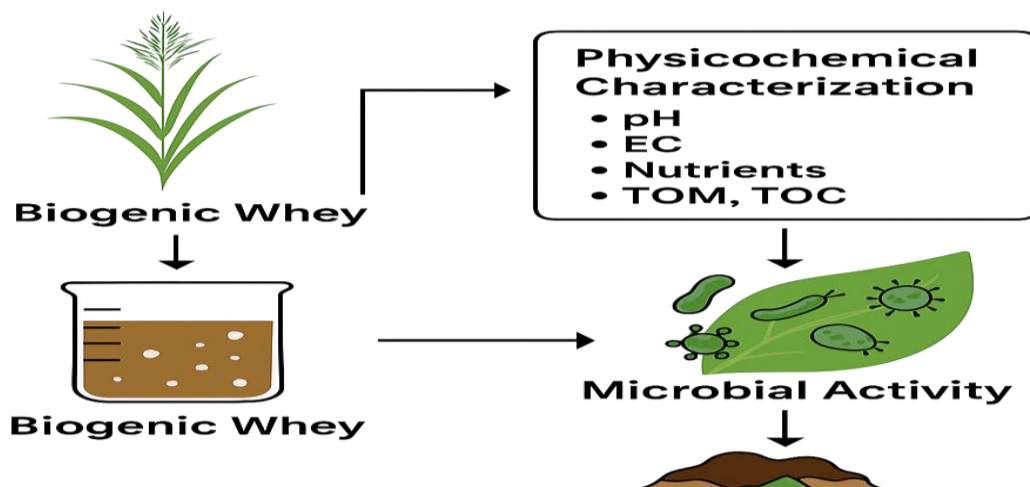 Biogenic Whey
Physicochemical
Characterization
• pH
• EC
• Nutrients
• TOM, TOC
Biogenic Whey
Microbial Activity